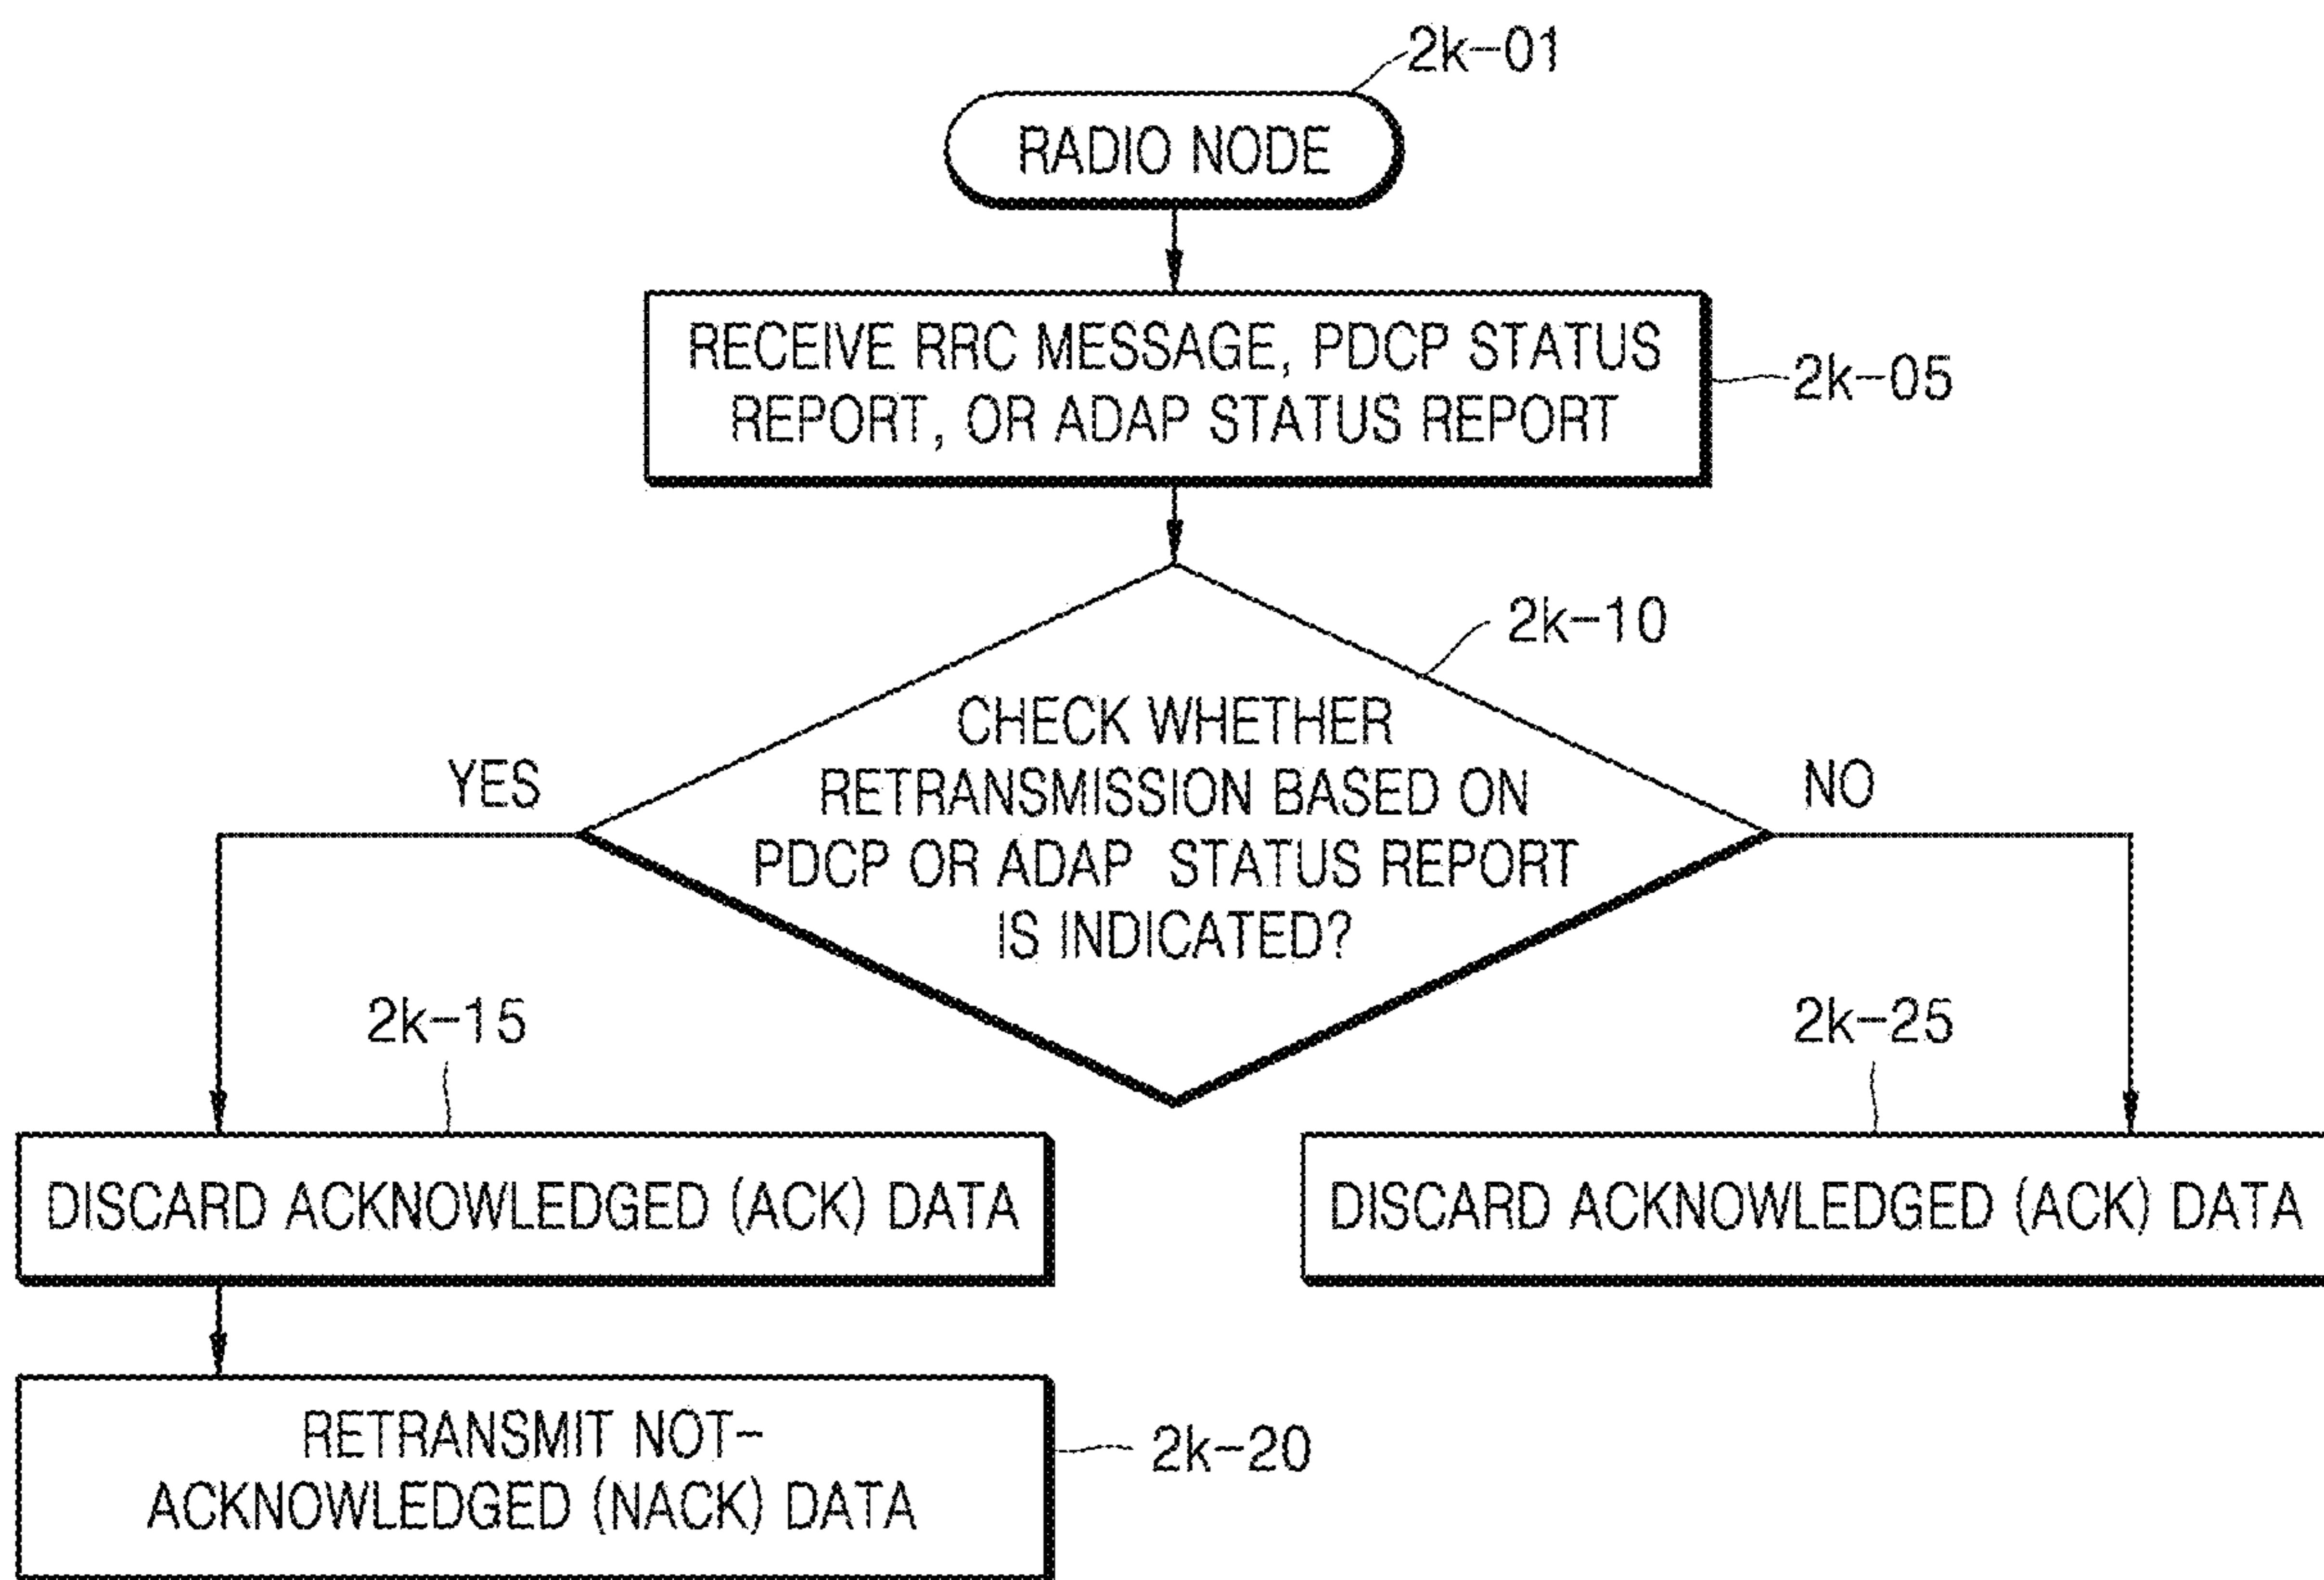 2k-01
RADIO NODE
RECEIVE RRC MESSAGE, PDCP STATUS
REPORT, OR ADAP STATUS REPORT
2k-05
2k-10
CHECK WHETHER
RETRANSMISSION BASED ON
PDCP OR ADAP STATUS REPORT
IS INDICATED?
YES
NO
2k-15
2k-25
DISCARD ACKNOWLEDGED (ACK) DATA
DISCARD ACKNOWLEDGED (ACK) DATA
RETRANSMIT NOT-
ACKNOWLEDGED (NACK) DATA
2k-20